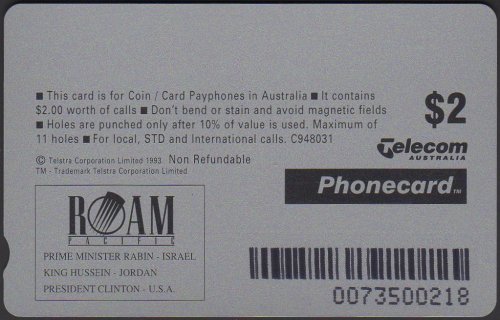 ■ This card is for Coin / Card Payphones in Australia ■ It contains
$2.00 worth of calls ■ Don't bend or stain and avoid magnetic fields
■ Holes are punched only after 10% of value is used. Maximum of
11 holes ■ For local, STD and International calls. C948031
© Telstra Corporation Limited 1993 Non Refundable
TM - Trademark Telstra Corporation Limited
$2
Telecom
AUSTRALIA
Phonecard TM
ROAM
PACIFIC
PRIME MINISTER RABIN - ISRAEL
KING HUSSEIN - JORDAN
PRESIDENT CLINTON - U.S.A.
0073500218